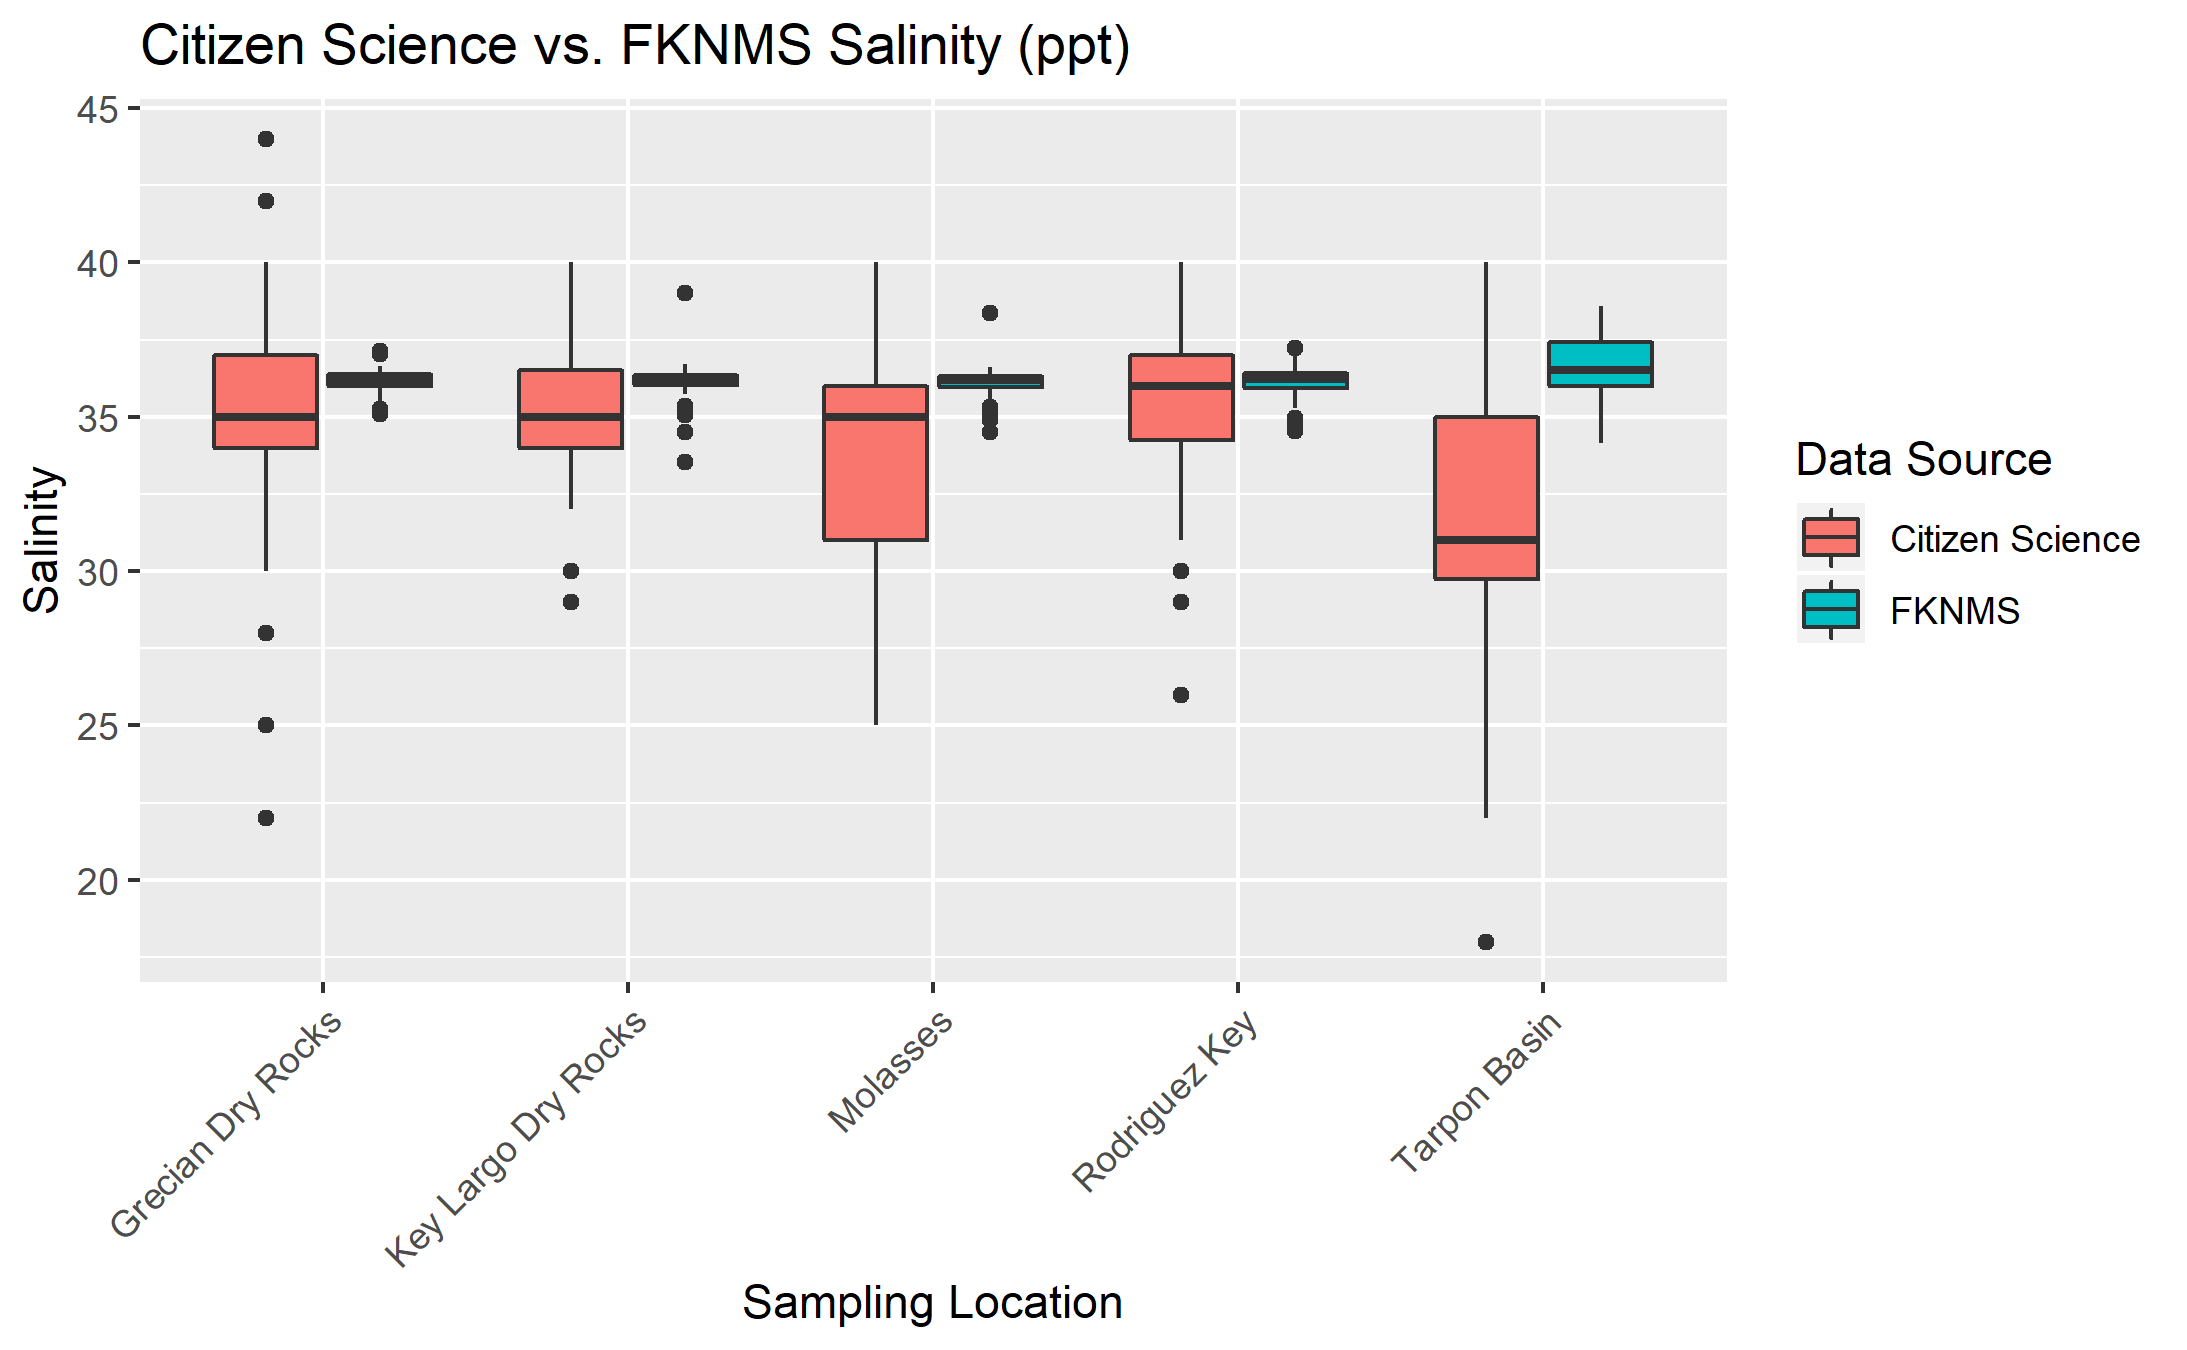 Citizen Science vs. FKNMS Salinity (ppt)
45
40
35
30
25
20
Salinity
Grecian Dry Rocks
Key Largo Dry Rocks
Molasses
Rodriguez Key
Tarpon Basin
Sampling Location
Data Source
Citizen Science
FKNMS